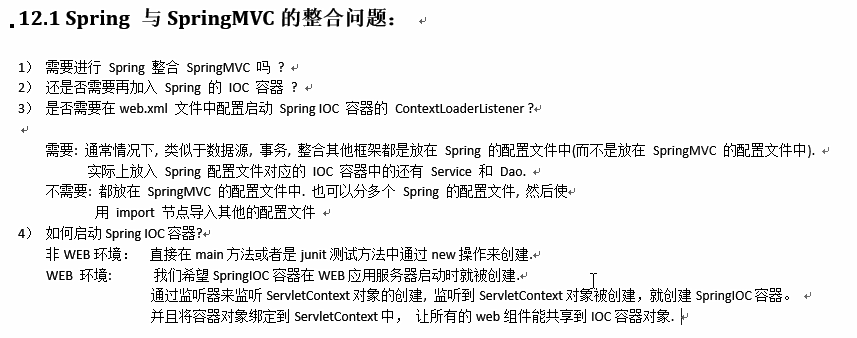 12.1 Spring 与 SpringMVC 的整合问题：
1） 需要进行 Spring 整合 SpringMVC 吗 ?
2） 还是否需要再加入 Spring 的 IOC 容器 ?
3） 是否需要在 web.xml 文件中配置启动 Spring IOC 容器的 ContextLoaderListener ?
需要: 通常情况下, 类似于数据源, 事务, 整合其他框架都是放在 Spring 的配置文件中(而不是放在 SpringMVC 的配置文件中).
实际上放入 Spring 配置文件对应的 IOC 容器中的还有 Service 和 Dao.
不需要: 都放在 SpringMVC 的配置文件中. 也可以分多个 Spring 的配置文件, 然后使
用 import 节点导入其他的配置文件
4） 如何启动 Spring IOC 容器?
非 WEB 环境： 直接在 main 方法或者是 junit 测试方法中通过 new 操作来创建.
WEB 环境: 我们希望 SpringIOC 容器在 WEB 应用服务器启动时就被创建.
通过监听器来监听 ServletContext 对象的创建, 监听到 ServletContext 对象被创建，就创建 SpringIOC 容器。
并且将容器对象绑定到 ServletContext 中， 让所有的 web 组件能共享到 IOC 容器对象.